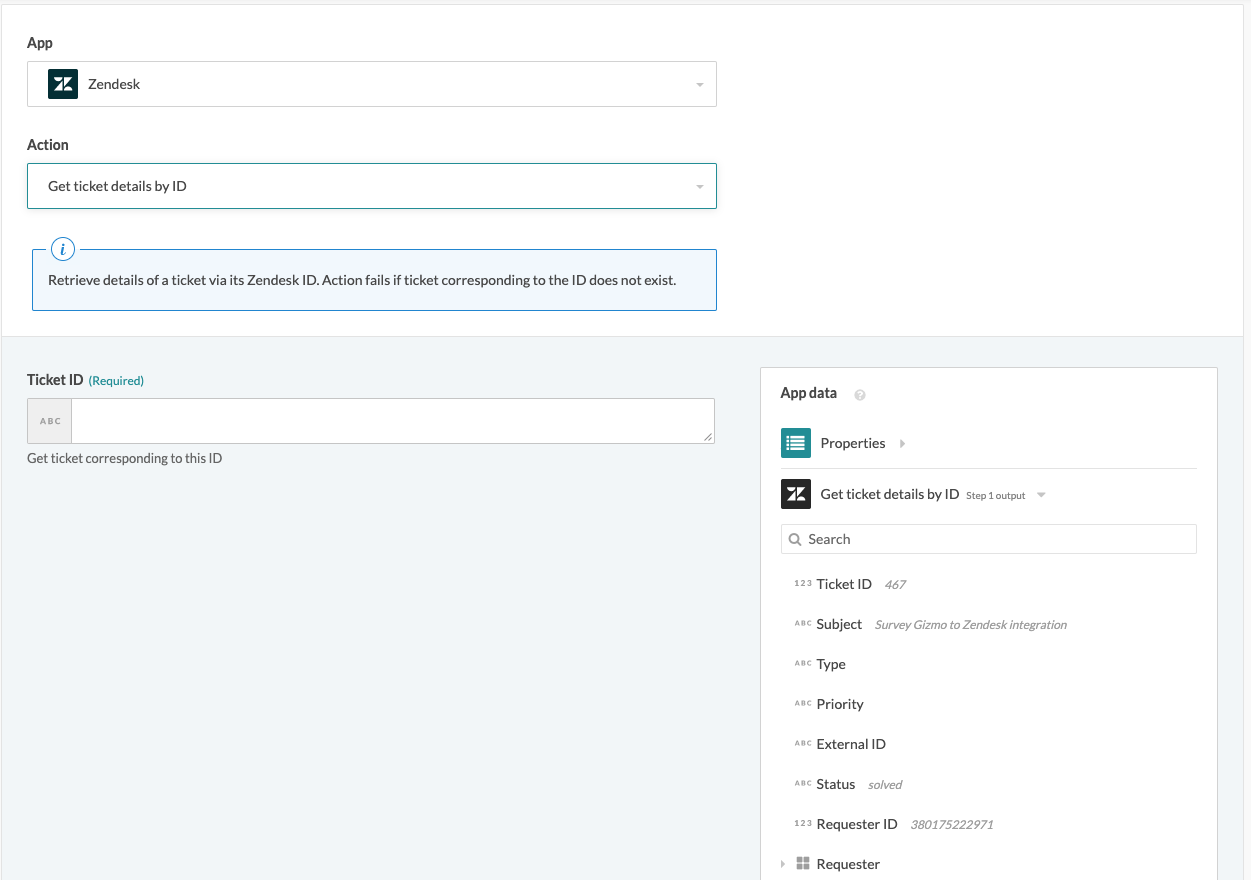 App
Zendesk
Action
Get ticket details by ID
i
Retrieve details of a ticket via its Zendesk ID. Action fails if ticket corresponding to the ID does not exist.
Ticket ID (Required)
ABC
Get ticket corresponding to this ID
App data ?
Properties
Get ticket details by ID Step 1 output
Search
123 Ticket ID 467
ABC Subject Survey Gizmo to Zendesk integration
ABC Type
ABC Priority
ABC External ID
ABC Status solved
123 Requester ID 380175222971
Requester